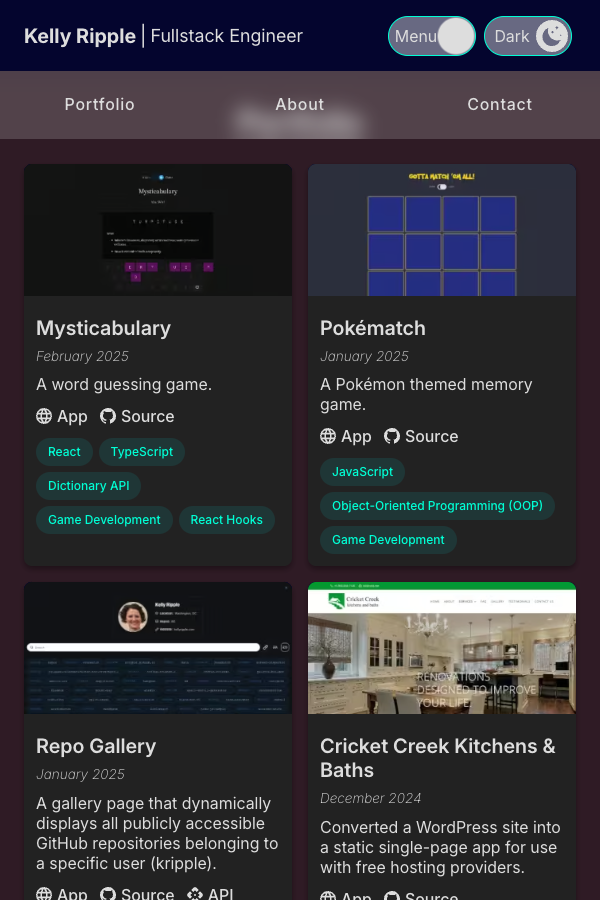 Kelly Ripple | Fullstack Engineer
Menu
Dark
Portfolio
About
Contact
Mysticabulary
GOTTA MATCH 'EM ALL!
Mysticabulary
February 2025
A word guessing game.
App
Source
React
TypeScript
Dictionary API
Game Development
React Hooks
Pokématch
January 2025
A Pokémon themed memory
game.
App
Source
JavaScript
Object-Oriented Programming (OOP)
Game Development
Kelly Ripple
Cricket Creek
kitchens and baths
RENOVATIONS
DESIGNED TO IMPROVE
YOUR LIFE.
Repo Gallery
January 2025
A gallery page that dynamically
displays all publicly accessible
GitHub repositories belonging to
a specific user (kripple).
App
Source
API
Cricket Creek Kitchens &
Baths
December 2024
Converted a WordPress site into
a static single-page app for use
with free hosting providers.
App
Source